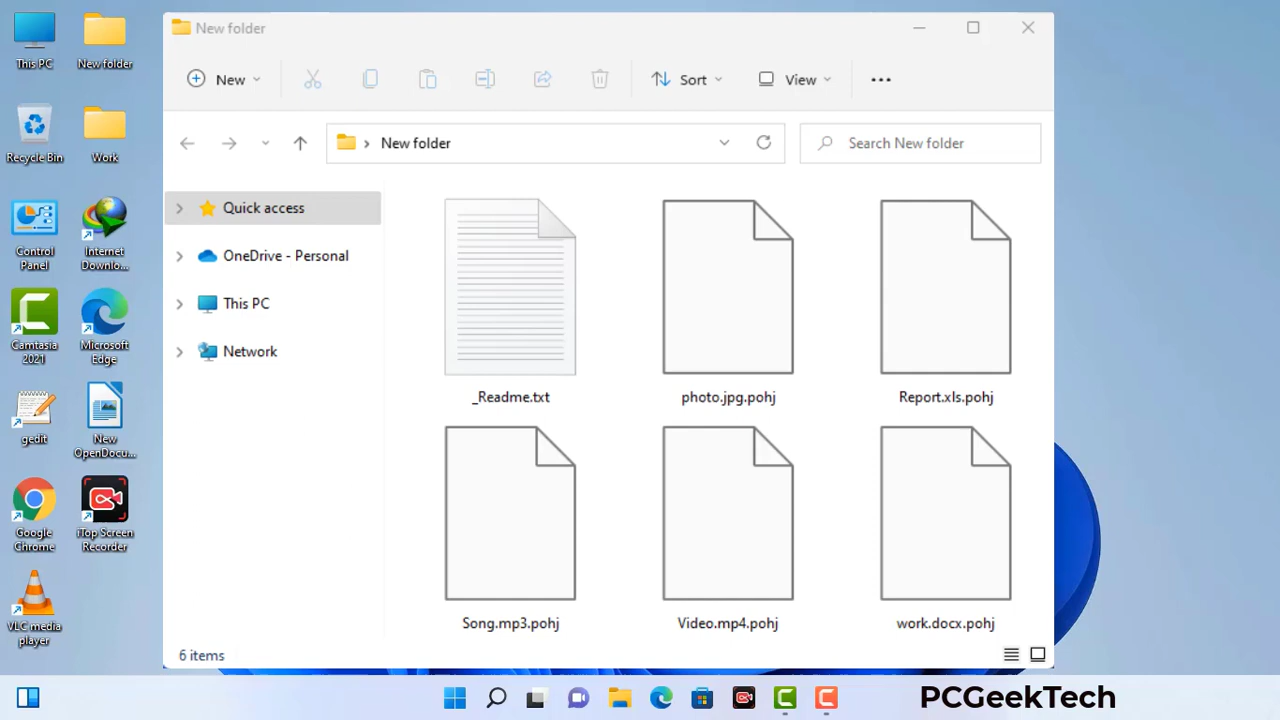 This PC
New folder
Recycle Bin
Work
Control
Panel
Internet
Downlo...
Camtasia
2021
Microsoft
Edge
gedit
New
OpenDocu...
Google
Chrome
iTop Screen
Recorder
VLC media
player
New folder
New
Sort
View
New folder
Search New folder
Quick access
OneDrive - Personal
This PC
Network
_Readme.txt
photo.jpg.pohj
Report.xls.pohj
Song.mp3.pohj
Video.mp4.pohj
work.docx.pohj
6 items
PCGeekTech